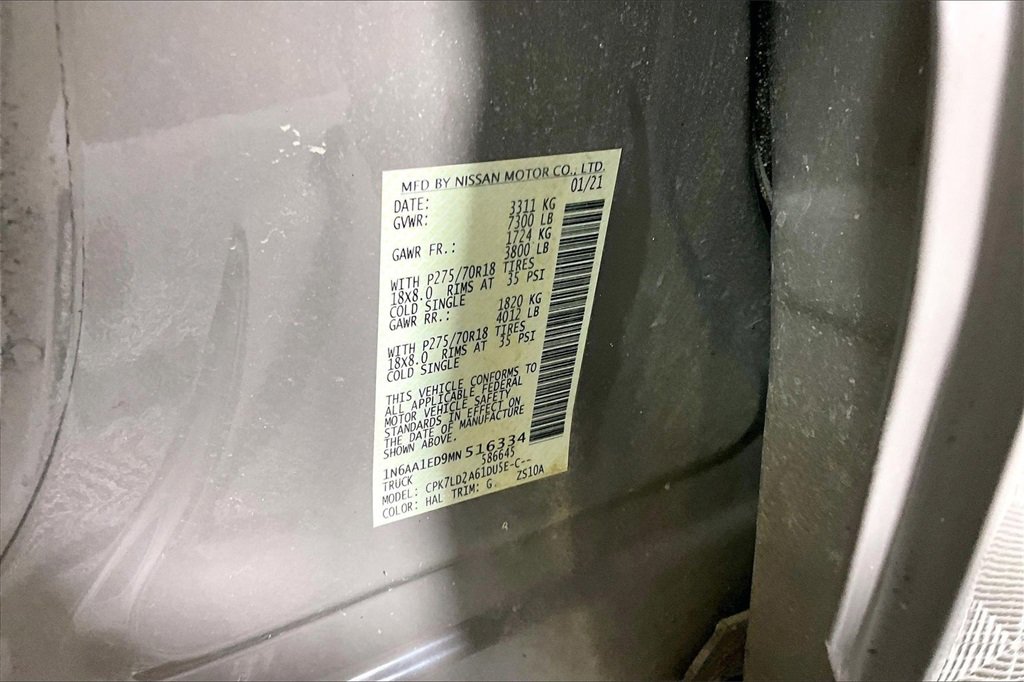 MFD BY NISSAN MOTOR CO., LTD.
DATE: 01/21
GVWR: 3311 KG
7300 LB
GAWR FR.: 1724 KG
3800 LB
WITH P275/70R18 TIRES
18X8.0 RIMS AT 35 PSI
COLD SINGLE
GAWR RR.: 1820 KG
4012 LB
WITH P275/70R18 TIRES
18X8.0 RIMS AT 35 PSI
COLD SINGLE
THIS VEHICLE CONFORMS TO
ALL APPLICABLE FEDERAL
MOTOR VEHICLE SAFETY
STANDARDS IN EFFECT ON
THE DATE OF MANUFACTURE
SHOWN ABOVE.
1N6AA1ED9MN516334
TRUCK 586645
MODEL: CPK7LD2A61DU5E-C--
COLOR: HAL TRIM: G ZS10A